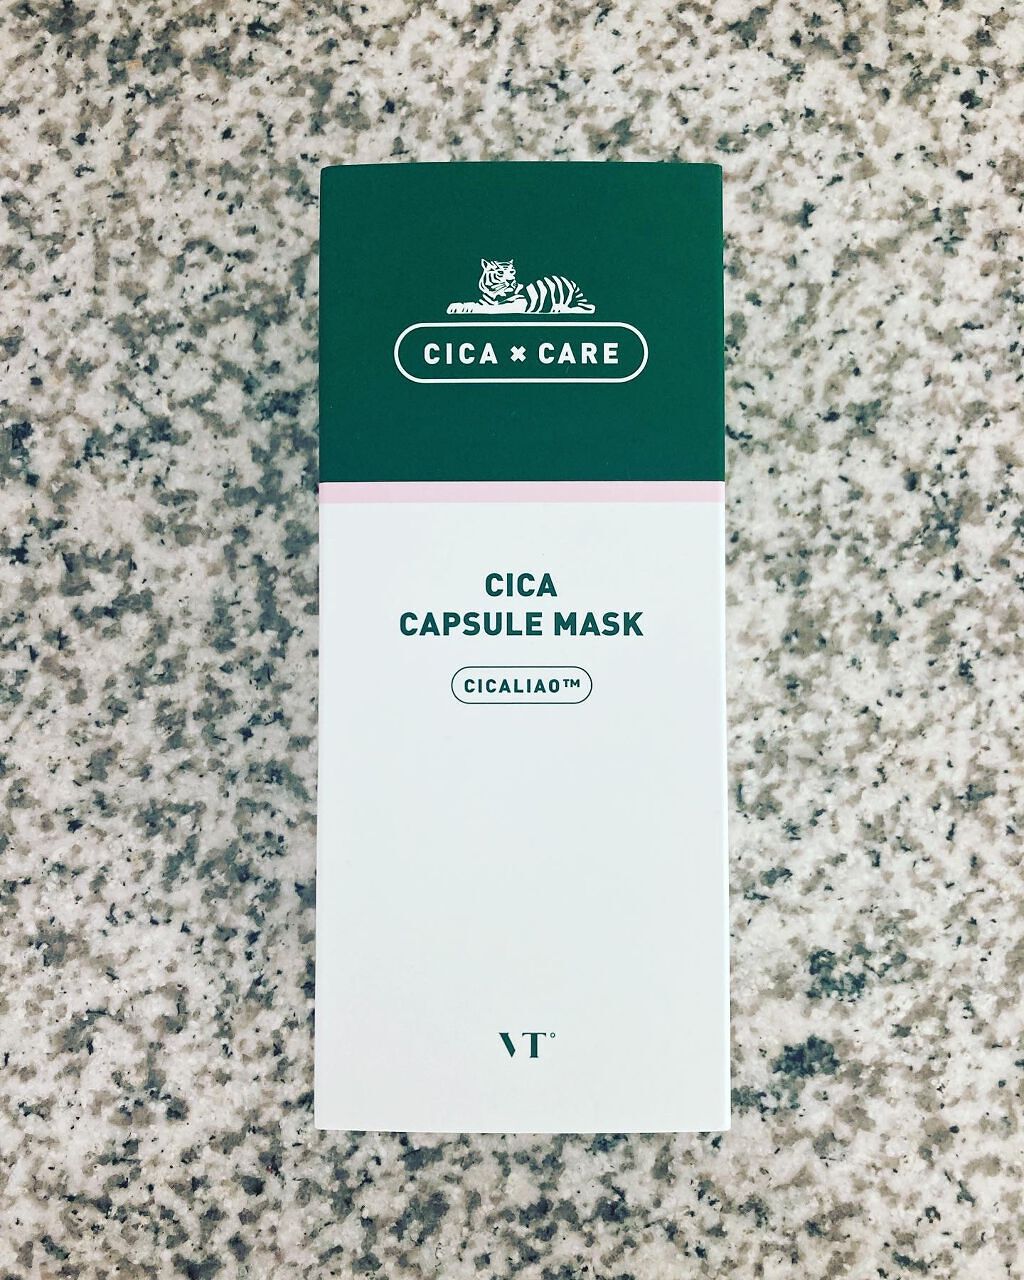 CICA × CARE
CICA
CAPSULE MASK
CICALIAO™
VT°